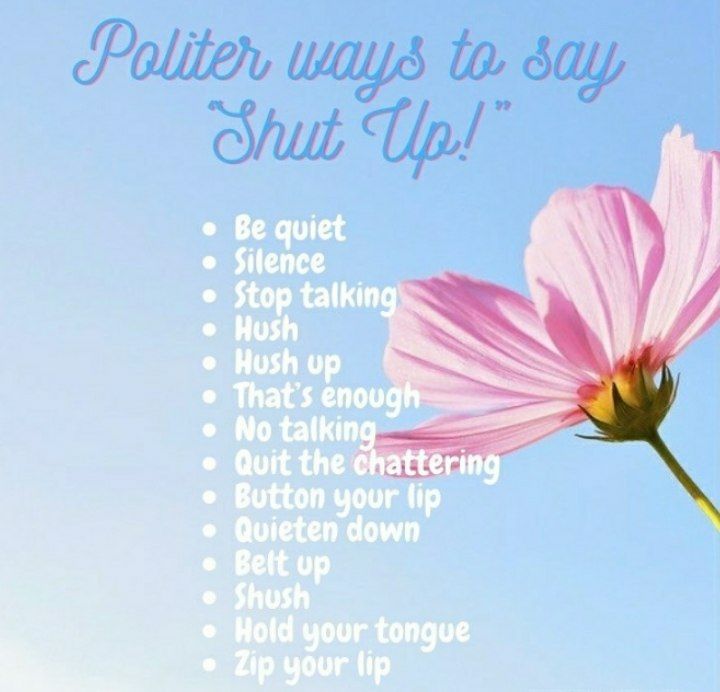 Politer ways to say
"Shut Up!"
• Be quiet
• Silence
• Stop talking
• Hush
• Hush up
• That's enough
• No talking
• Quit the chattering
• Button your lip
• Quieten down
• Belt up
• Shush
• Hold your tongue
• Zip your lip